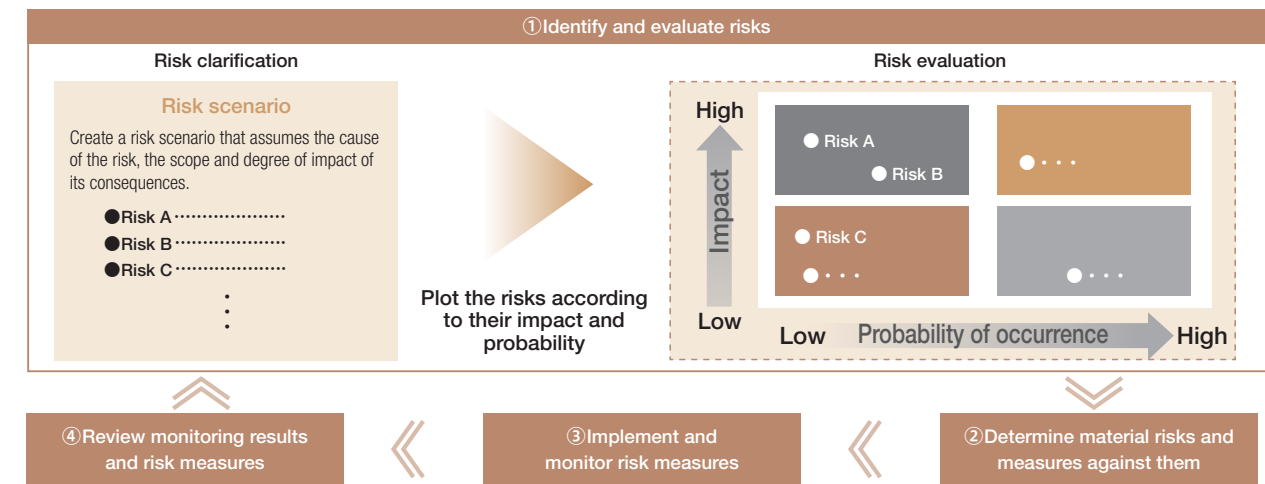 ①Identify and evaluate risks
Risk clarification
Risk scenario
Create a risk scenario that assumes the cause
of the risk, the scope and degree of impact of
its consequences.
●Risk A ····················
●Risk B ····················
●Risk C ····················
Plot the risks according
to their impact and
probability
Risk evaluation
High
Impact
Low
Risk A
Risk B
· · ·
Risk C
· · ·
· · ·
Low
Probability of occurrence
High
②Determine material risks and
measures against them
③Implement and
monitor risk measures
④Review monitoring results
and risk measures